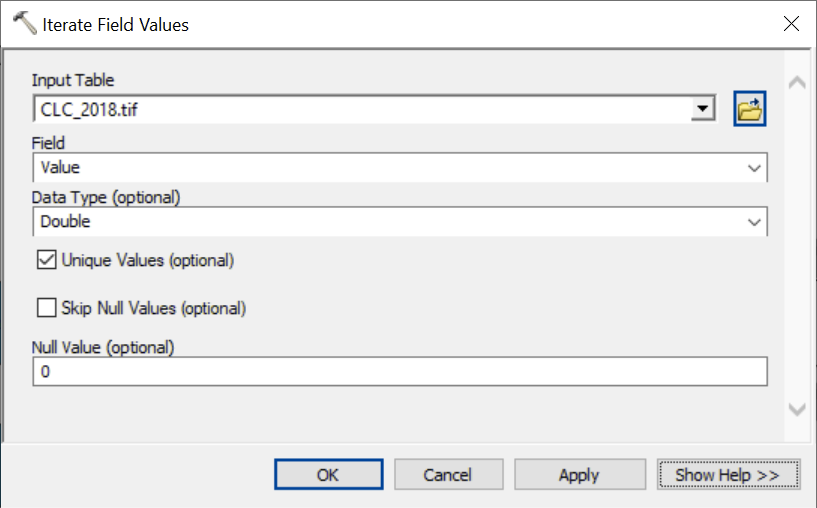 Iterate Field Values
Input Table
CLC_2018.tif
Field
Value
Data Type (optional)
Double
Unique Values (optional)
Skip Null Values (optional)
Null Value (optional)
0
OK Cancel Apply Show Help >>